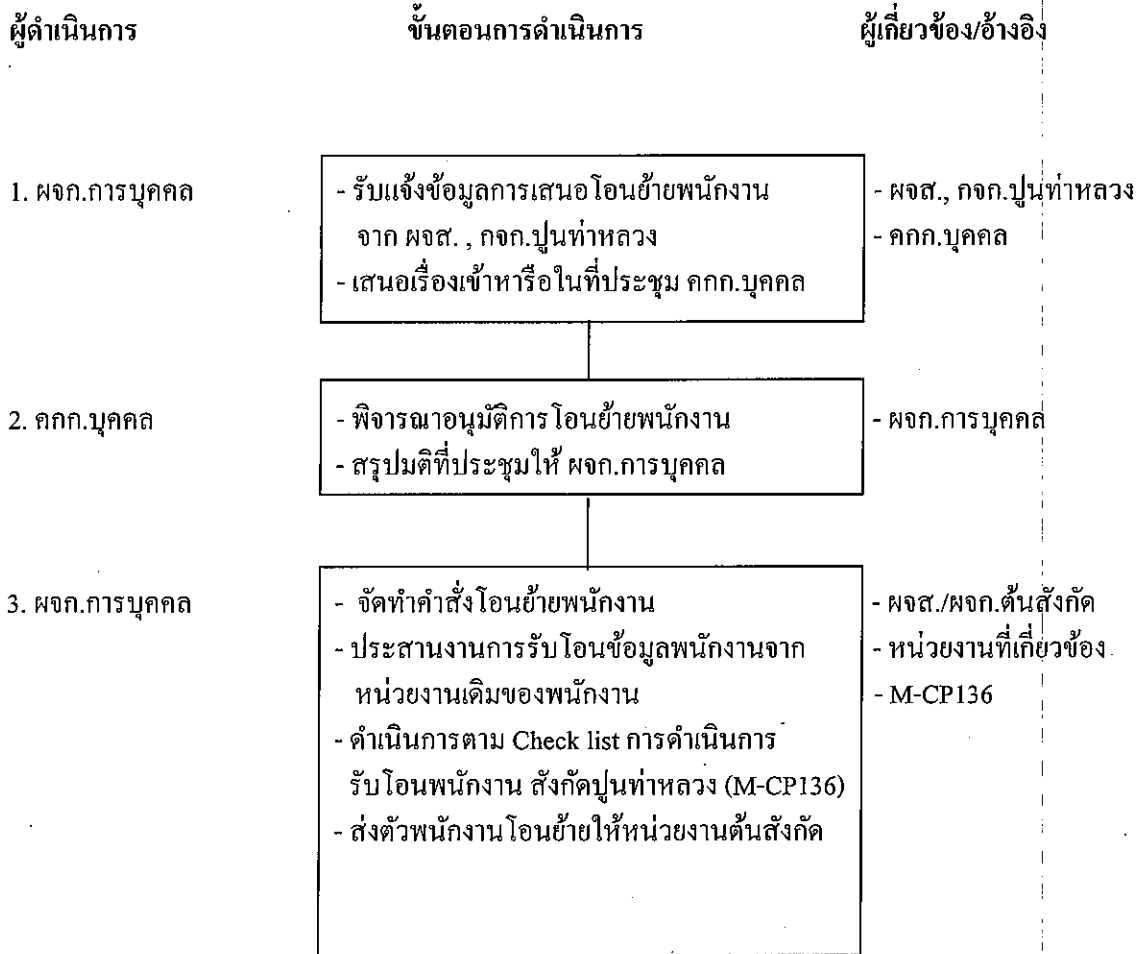 ผู้ดำเนินการ ขั้นตอนการดำเนินการ ผู้เกี่ยวข้อง/อ้างอิง
1. ผจก.การบุคคล - รับแจ้งข้อมูลการเสนอโอนย้ายพนักงาน - ผจส., กจก.ปูนท่าหลวง
จาก ผจส. , กจก.ปูนท่าหลวง - คกก.บุคคล
- เสนอเรื่องเข้าหารือในที่ประชุม คกก.บุคคล
2. คกก.บุคคล - พิจารณาอนุมัติการโอนย้ายพนักงาน - ผจก.การบุคคล
- สรุปมติที่ประชุมให้ ผจก.การบุคคล
3. ผจก.การบุคคล - จัดทำคำสั่งโอนย้ายพนักงาน - ผจส./ผจก.ต้นสังกัด
- ประสานงานการรับโอนข้อมูลพนักงานจาก - หน่วยงานที่เกี่ยวข้อง
หน่วยงานเดิมของพนักงาน - M-CP136
- ดำเนินการตาม Check list การดำเนินการ
รับโอนพนักงาน สังกัดปูนท่าหลวง (M-CP136)
- ส่งตัวพนักงานโอนย้ายให้หน่วยงานต้นสังกัด